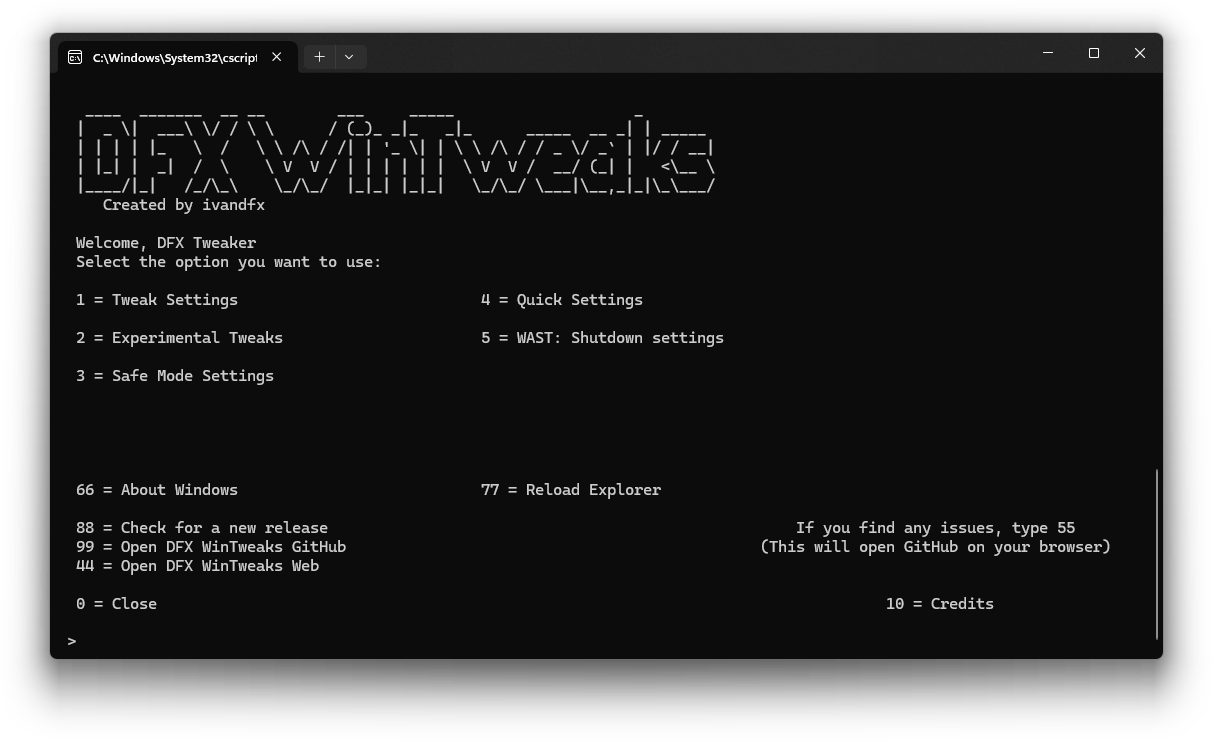 C:\Windows\System32\cscript
DFX WinTweaks
Created by ivandfx
Welcome, DFX Tweaker
Select the option you want to use:
1 = Tweak Settings 4 = Quick Settings
2 = Experimental Tweaks 5 = WAST: Shutdown settings
3 = Safe Mode Settings
66 = About Windows 77 = Reload Explorer
88 = Check for a new release If you find any issues, type 55
99 = Open DFX WinTweaks GitHub (This will open GitHub on your browser)
44 = Open DFX WinTweaks Web
0 = Close 10 = Credits
>